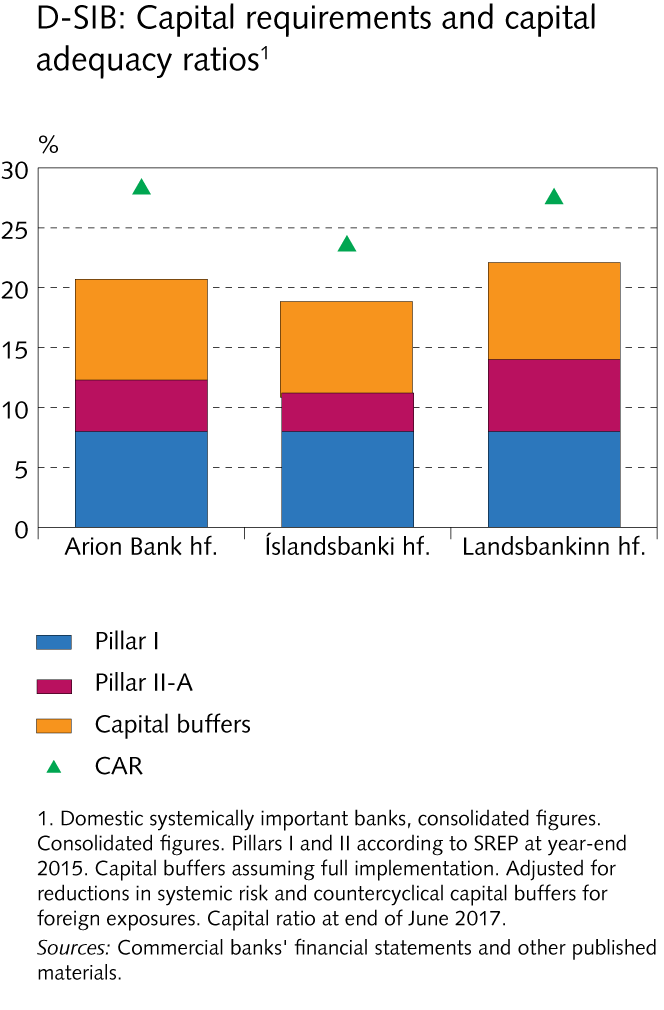 D-SIB: Capital requirements and capital
adequacy ratios¹
%
30
25
20
15
10
5
0
Arion Bank hf.
Íslandsbanki hf.
Landsbankinn hf.
Pillar I
Pillar II-A
Capital buffers
CAR
1. Domestic systemically important banks, consolidated figures.
Consolidated figures. Pillars I and II according to SREP at year-end
2015. Capital buffers assuming full implementation. Adjusted for
reductions in systemic risk and countercyclical capital buffers for
foreign exposures. Capital ratio at end of June 2017.
Sources: Commercial banks' financial statements and other published
materials.